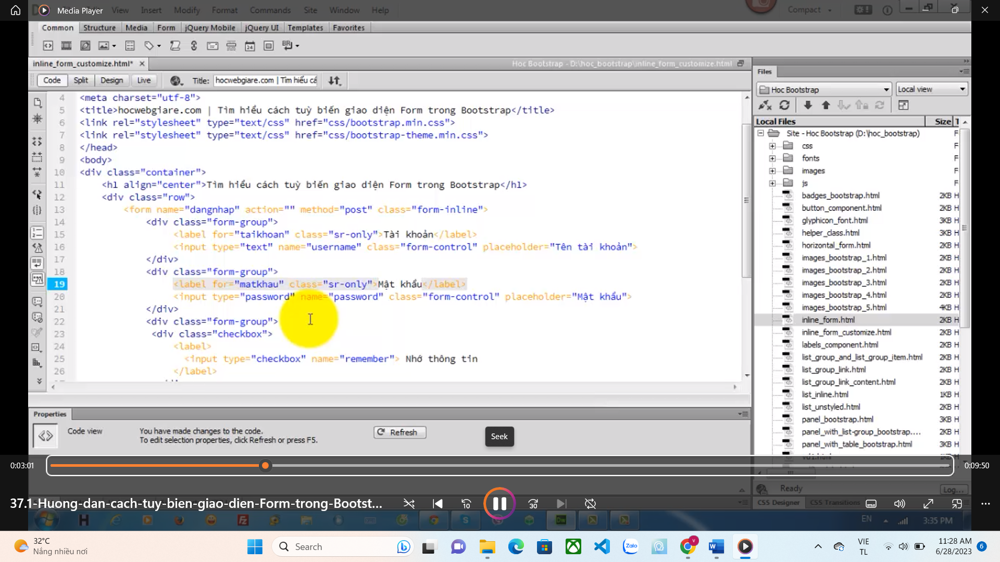 Media Player
View Insert Modify Format Commands Site Window Help
Compact
Common Structure Media Form jQuery Mobile jQuery UI Templates Favorites
inline_form_customize.html*
Hoc Bootstrap - D:\hoc_bootstrap\inline_form_customize.html
Code Split Design Live Title: hocwebgiare.com | Tìm hiểu cá
4 <meta charset="utf-8">
5 <title>hocwebgiare.com | Tìm hiểu cách tuỳ biến giao diện Form trong Bootstrap</title>
6 <link rel="stylesheet" type="text/css" href="css/bootstrap.min.css">
7 <link rel="stylesheet" type="text/css" href="css/bootstrap-theme.min.css">
8 </head>
9 <body>
10 <div class="container">
11 <h1 align="center">Tìm hiểu cách tuỳ biến giao diện Form trong Bootstrap</h1>
12 <div class="row">
13 <form name="dangnhap" action="" method="post" class="form-inline">
14 <div class="form-group">
15 <label for="taikhoan" class="sr-only">Tài khoản</label>
16 <input type="text" name="username" class="form-control" placeholder="Tên tài khoản">
17 </div>
18 <div class="form-group">
19 <label for="matkhau" class="sr-only">Mật khẩu</label>
20 <input type="password" name="password" class="form-control" placeholder="Mật khẩu">
21 </div>
22 <div class="form-group">
23 <div class="checkbox">
24 <label>
25 <input type="checkbox" name="remember"> Nhớ thông tin
26 </label>
Files
Hoc Bootstrap Local view
Local Files Size T
Site - Hoc Bootstrap (D:\hoc_bootstrap) F
css F
fonts F
images F
js F
badges_bootstrap.html 2KB H
button_component.html 2KB H
glyphicon_font.html 3KB H
helper_class.html 3KB H
horizontal_form.html 2KB H
images_bootstrap_1.html 2KB H
images_bootstrap_2.html 2KB H
images_bootstrap_3.html 2KB H
images_bootstrap_4.html 2KB H
images_bootstrap_5.html 4KB H
inline_form.html 2KB H
inline_form_customize.html 2KB H
labels_component.html 2KB H
list_group_and_list_group_item.html 2KB H
list_group_link.html 2KB H
list_group_link_content.html 2KB H
list_inline.html 1KB H
list_unstyled.html 2KB H
panel_bootstrap.html 3KB H
panel_with_list-group_bootstrap.... 2KB H
panel_with_table_bootstrap.html 3KB H
Properties
Code view
You have made changes to the code.
To edit selection properties, click Refresh or press F5.
Refresh
Seek
0:03:01
0:09:50
Ready
Log...
37.1-Huong-dan-cach-tuy-bien-giao-dien-Form-trong-Bootst...
10
30
CSS Designer CSS Transitions
EN
3:35 PM
32°C
Nắng nhiều nơi
Search
Zalo
VIE
TL
11:28 AM
6/28/2023
6